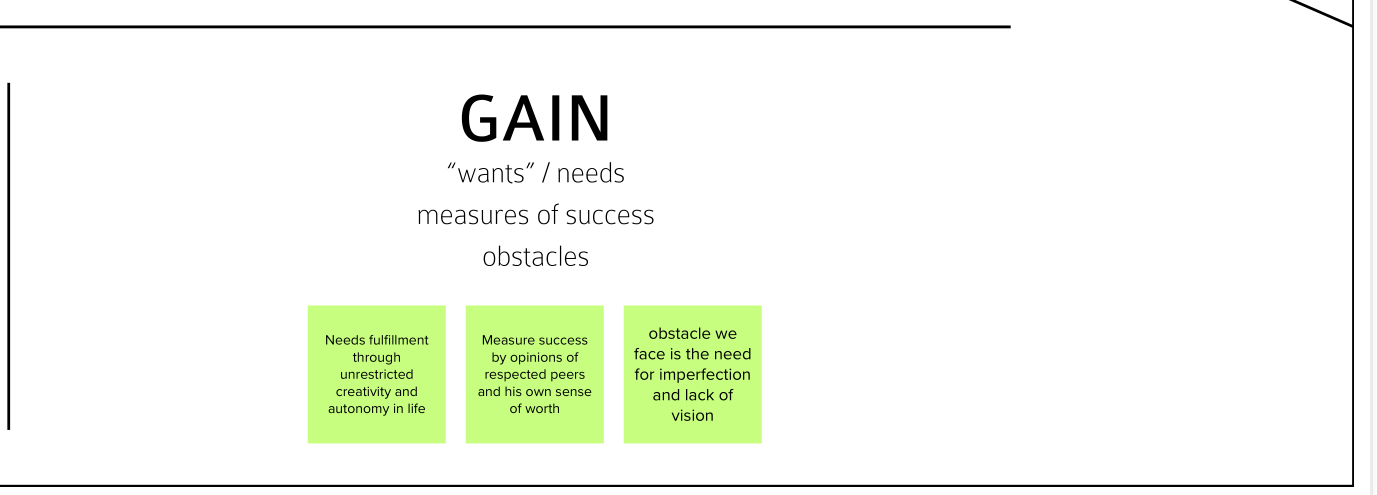 GAIN
“wants” / needs
measures of success
obstacles
Needs fulfillment
through
unrestricted
creativity and
autonomy in life
Measure success
by opinions of
respected peers
and his own sense
of worth
obstacle we
face is the need
for imperfection
and lack of
vision